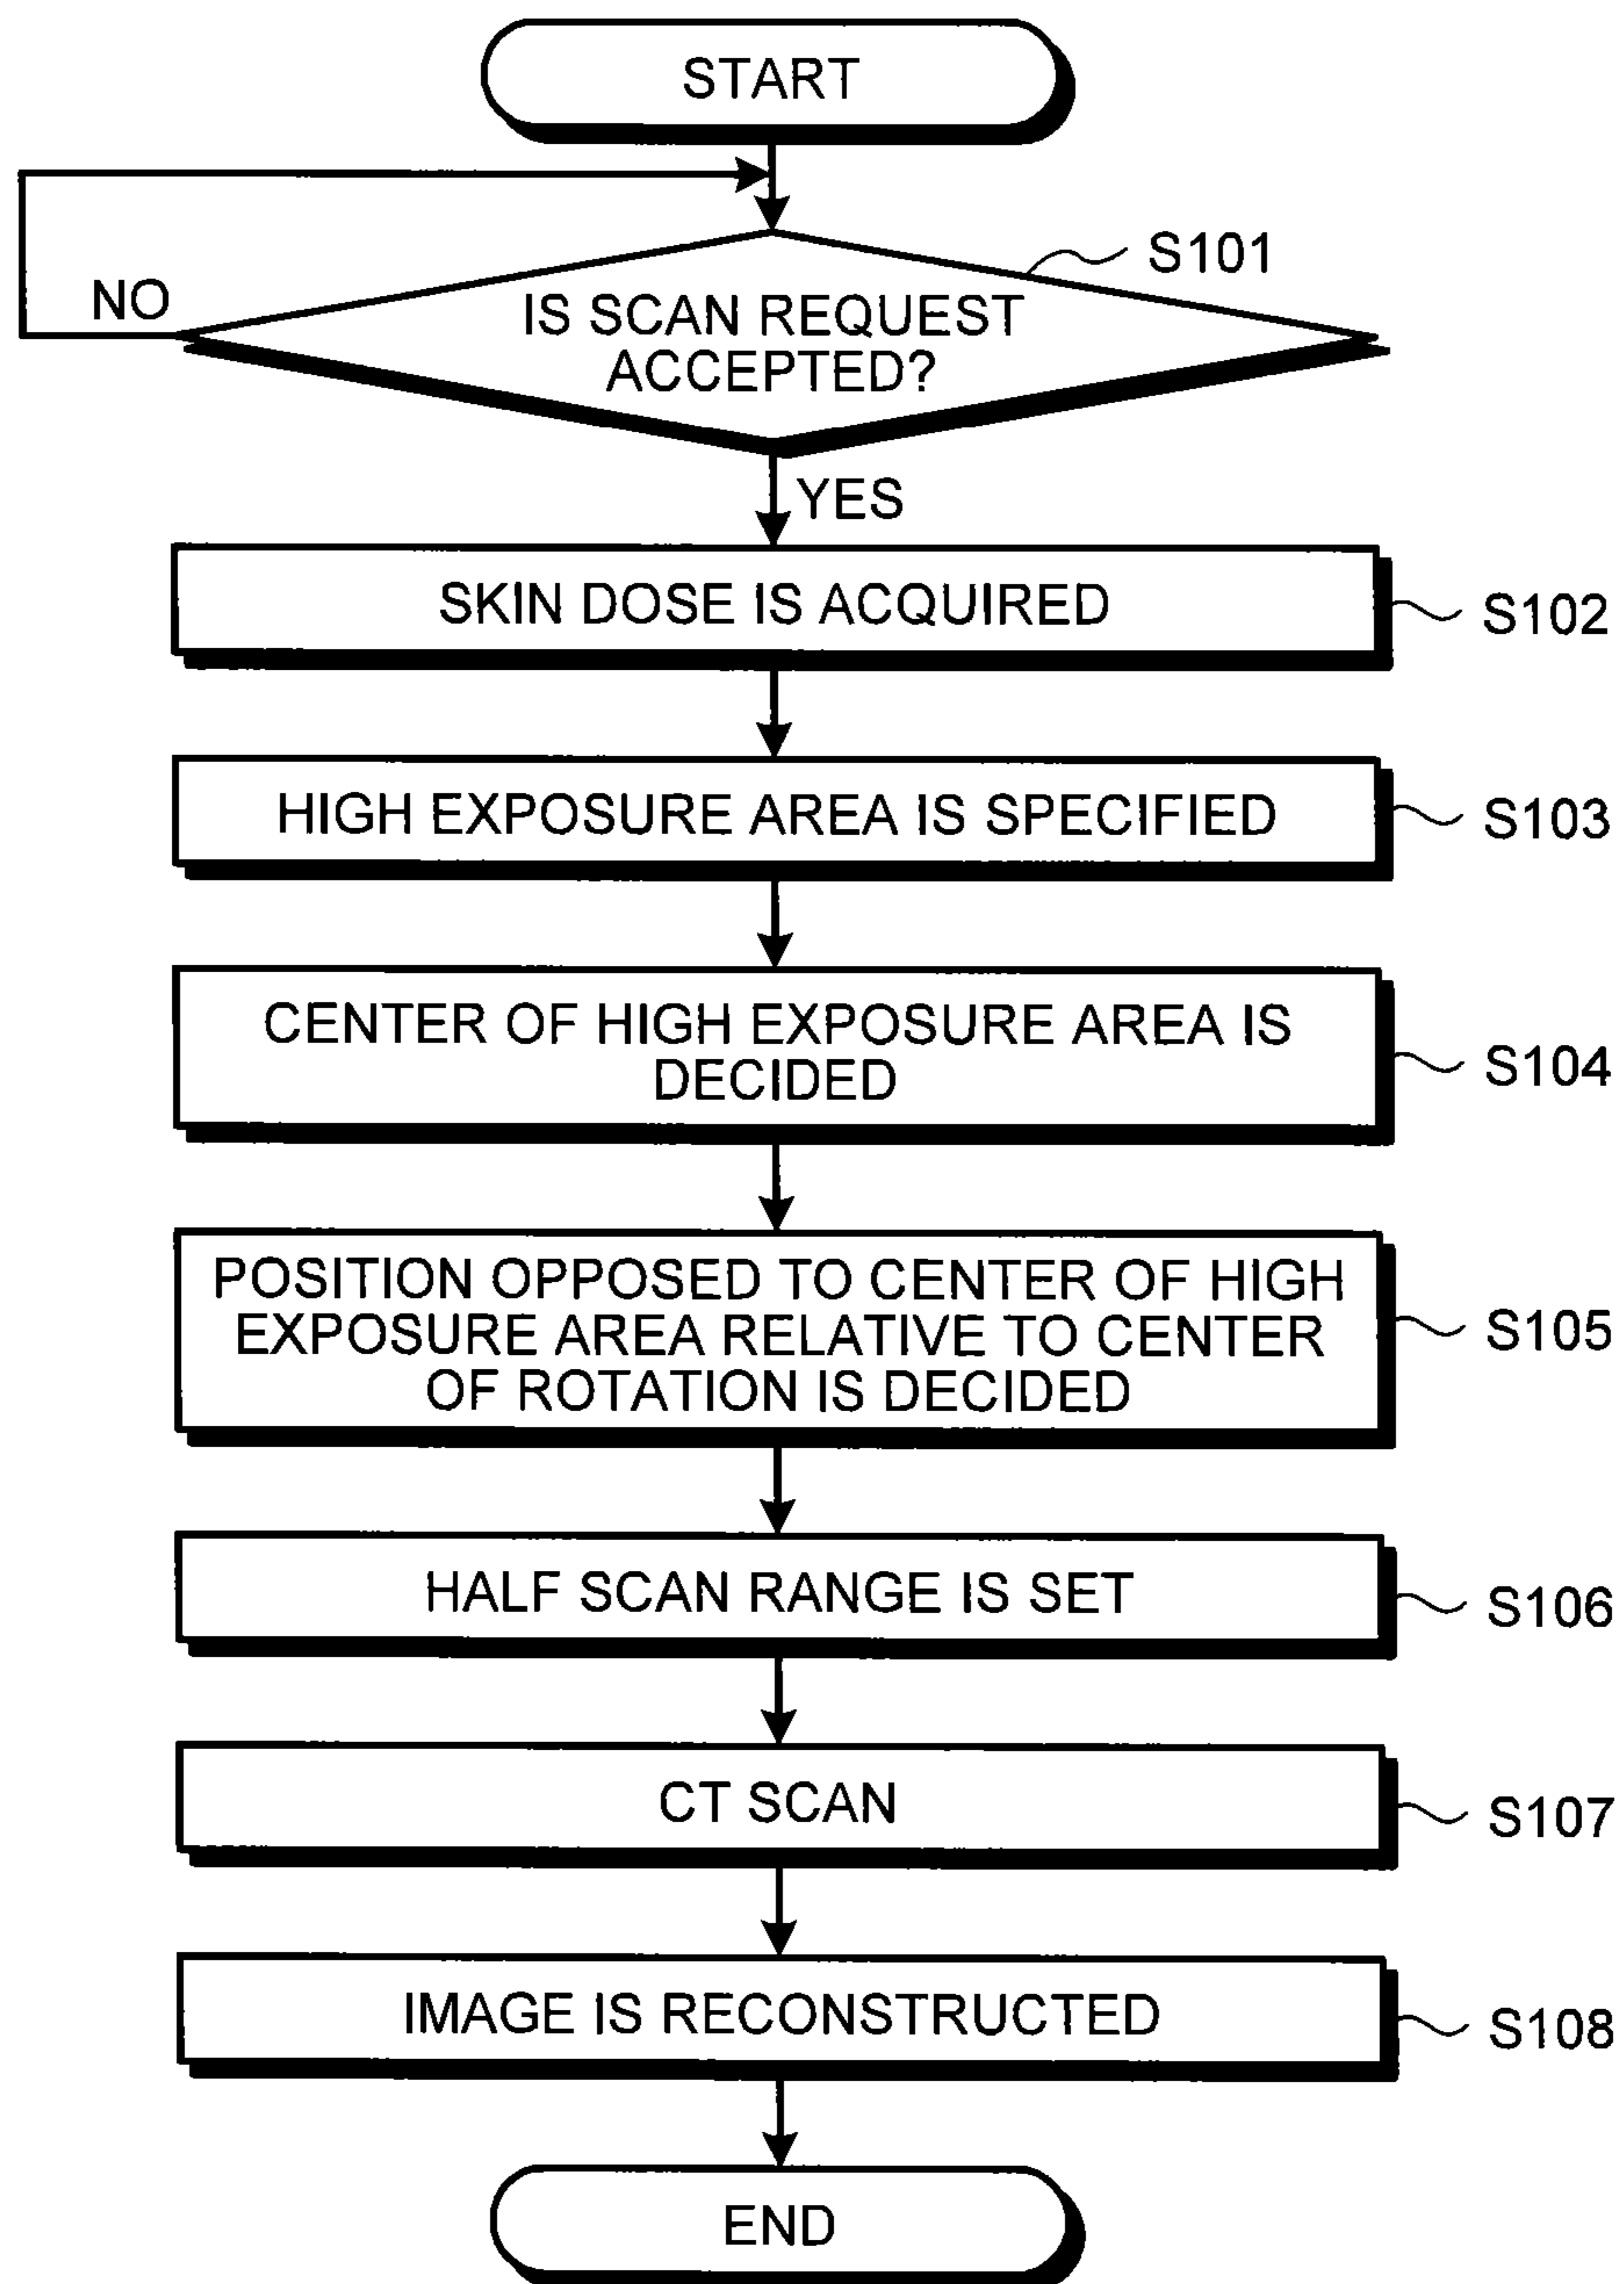 START
S101
NO
IS SCAN REQUEST
ACCEPTED?
YES
SKIN DOSE IS ACQUIRED
S102
HIGH EXPOSURE AREA IS SPECIFIED
S103
CENTER OF HIGH EXPOSURE AREA IS
DECIDED
S104
POSITION OPPOSED TO CENTER OF HIGH
EXPOSURE AREA RELATIVE TO CENTER
OF ROTATION IS DECIDED
S105
HALF SCAN RANGE IS SET
S106
CT SCAN
S107
IMAGE IS RECONSTRUCTED
S108
END